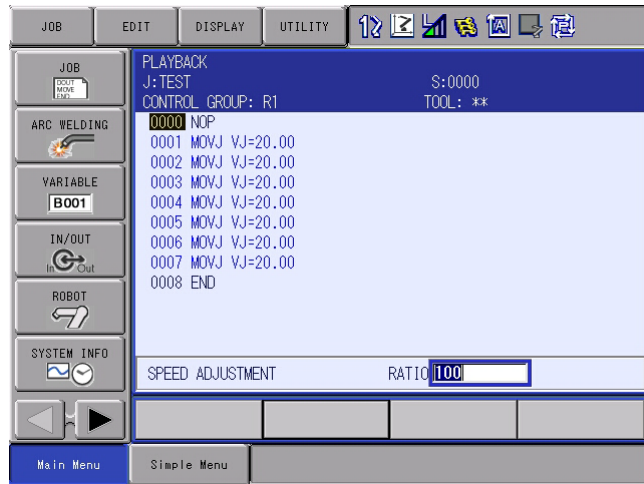 JOB EDIT DISPLAY UTILITY
JOB
DOUT
MOVE
END
ARC WELDING
VARIABLE
B001
IN/OUT
In Out
ROBOT
SYSTEM INFO
PLAYBACK
J:TEST S:0000
CONTROL GROUP: R1 TOOL: **
0000 NOP
0001 MOVJ VJ=20.00
0002 MOVJ VJ=20.00
0003 MOVJ VJ=20.00
0004 MOVJ VJ=20.00
0005 MOVJ VJ=20.00
0006 MOVJ VJ=20.00
0007 MOVJ VJ=20.00
0008 END
SPEED ADJUSTMENT RATIO 100
Main Menu Simple Menu